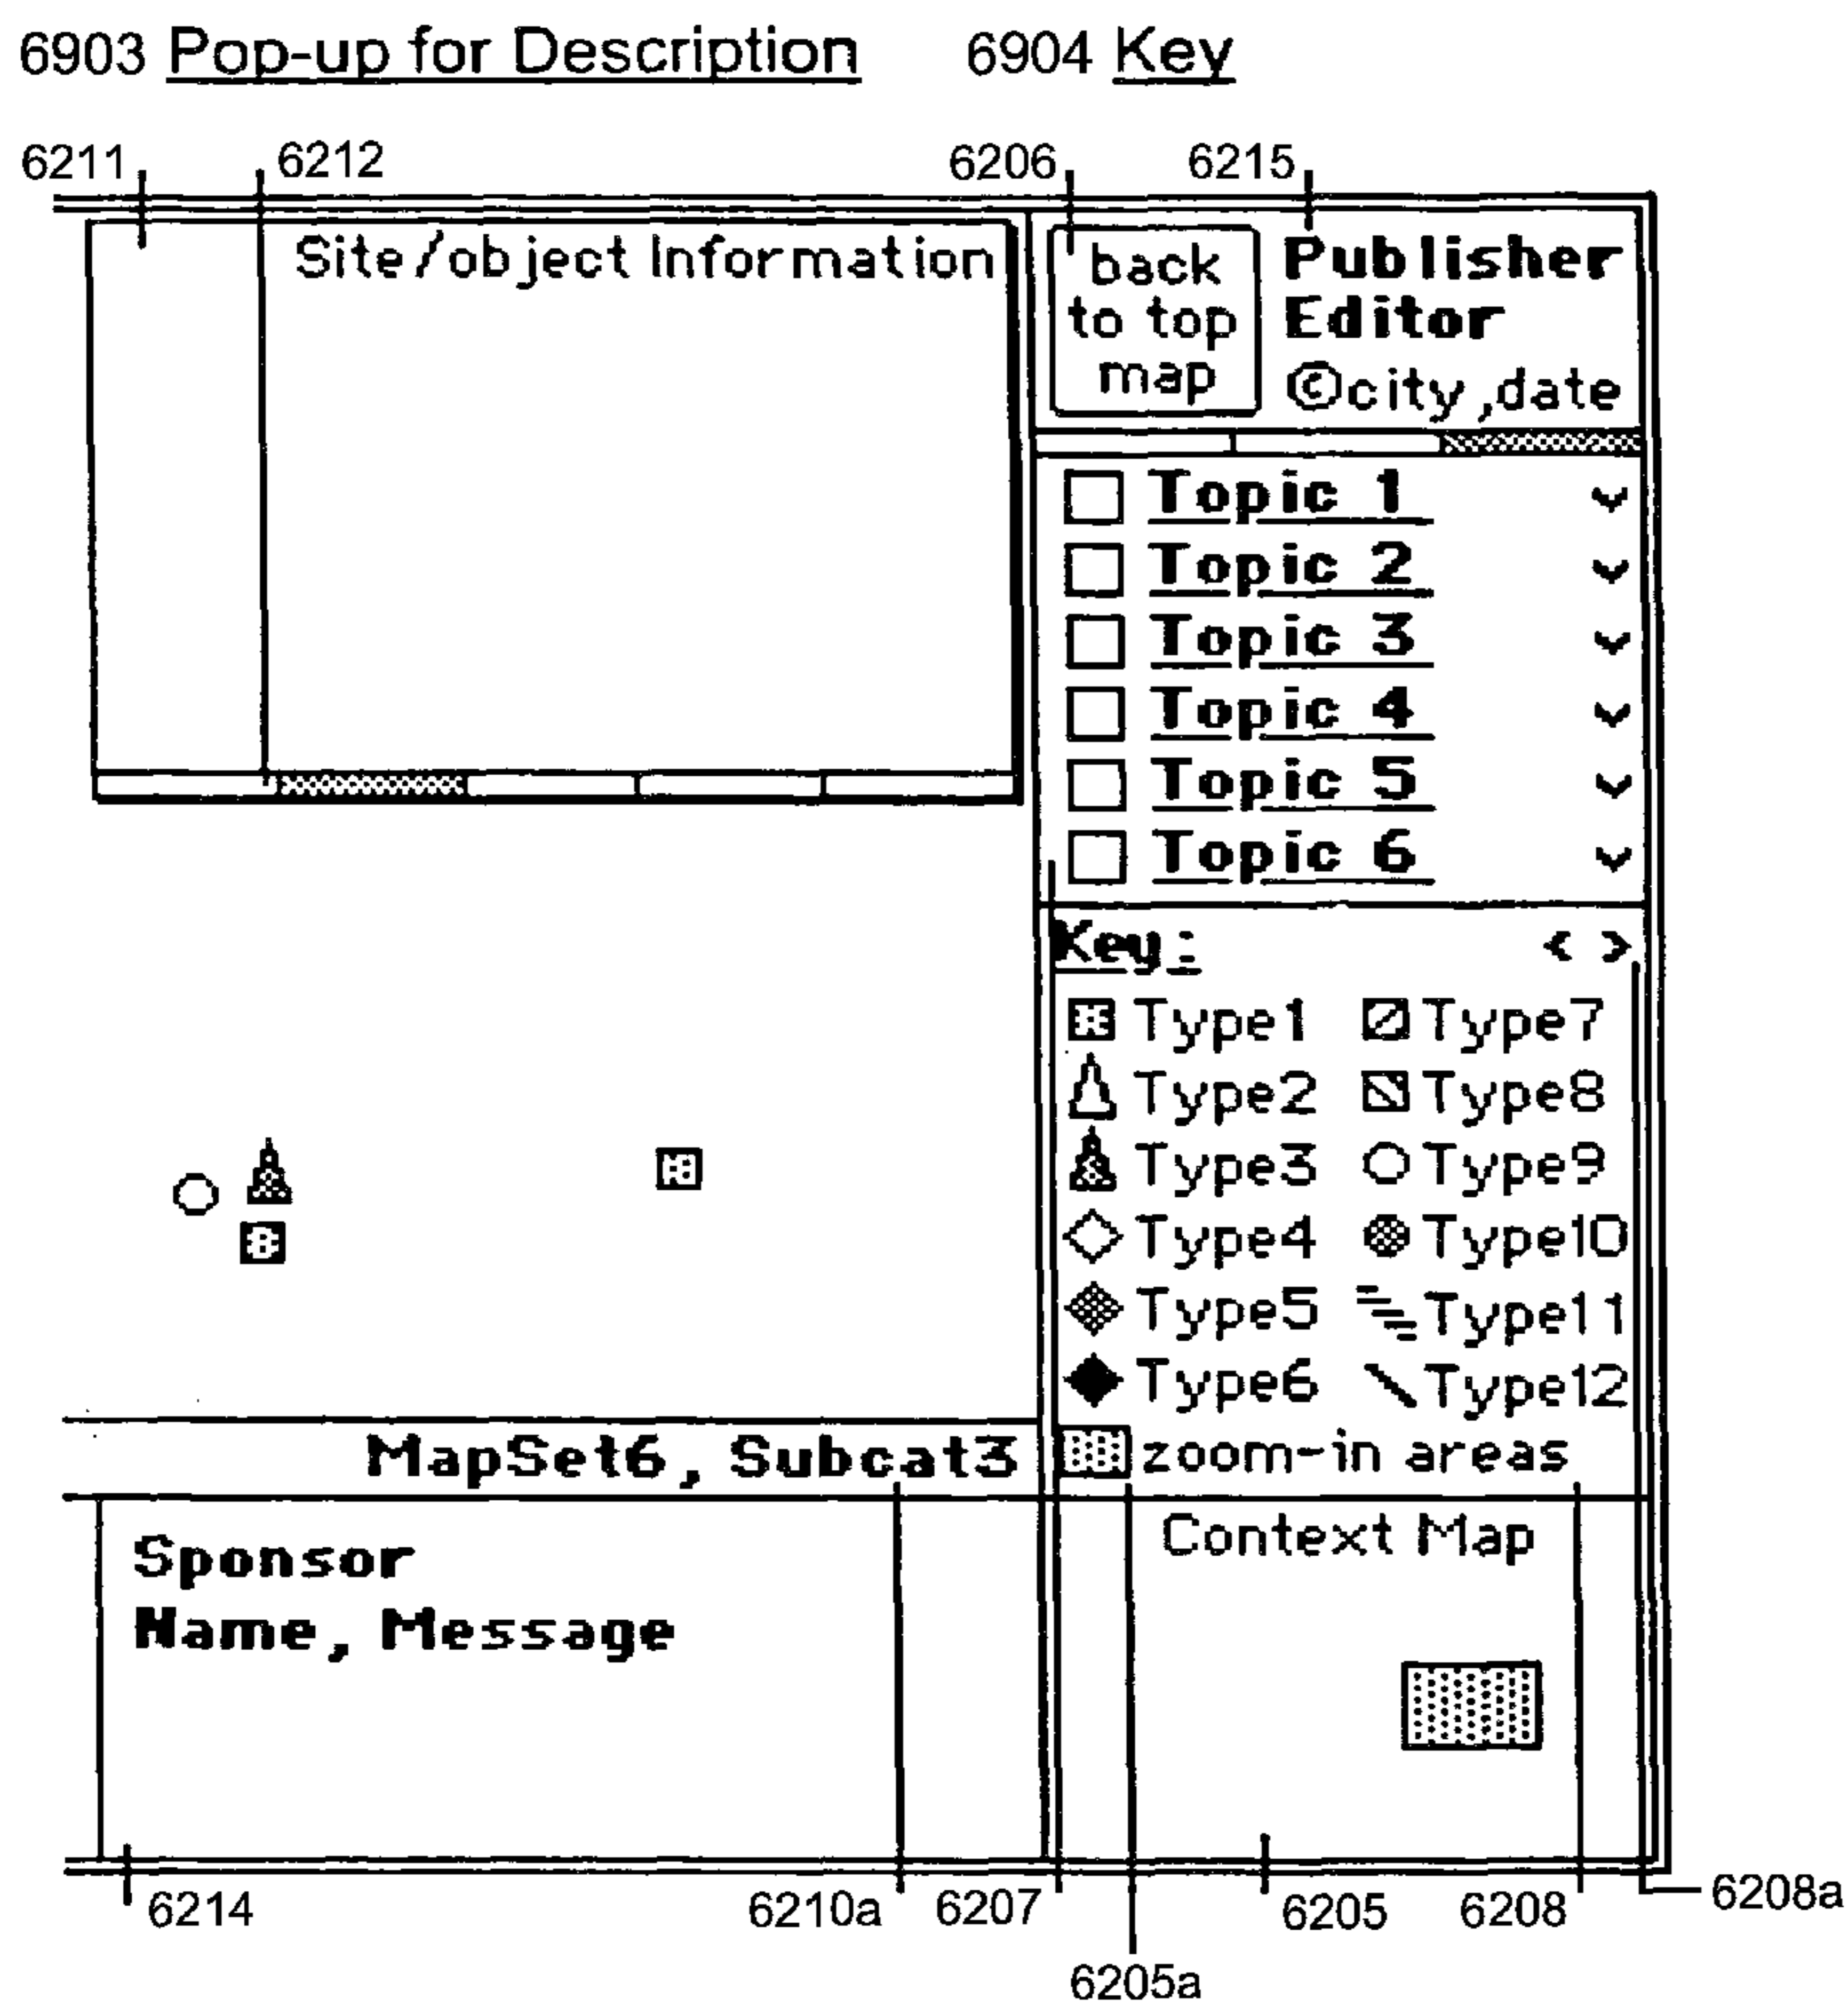 6903 Pop-up for Description 6904 Key
6211 6212 6206 6215
Site/object Information
back
to top
map
Publisher
Editor
©city,date
Topic 1
Topic 2
Topic 3
Topic 4
Topic 5
Topic 6
Key: < >
Type1 Type7
Type2 Type8
Type3 Type9
Type4 Type10
Type5 Type11
Type6 Type12
MapSet6, Subcat3 zoom-in areas
Sponsor
Name, Message
Context Map
6214 6210a 6207 6205 6208 6208a
6205a